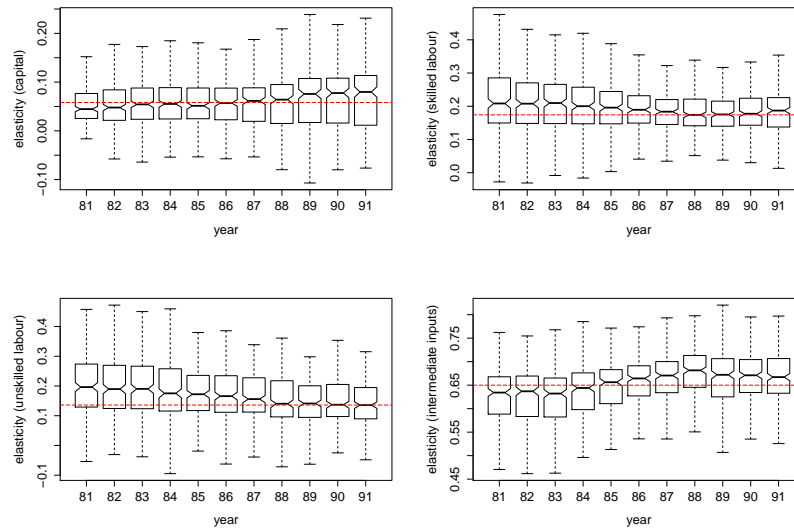 elasticity (capital)
0.20
0.10
0.00
−0.10
81 82 83 84 85 86 87 88 89 90 91
year
elasticity (skilled labour)
0.4
0.3
0.2
0.1
0.0
81 82 83 84 85 86 87 88 89 90 91
year
elasticity (unskilled labour)
0.4
0.3
0.2
0.1
−0.1
81 82 83 84 85 86 87 88 89 90 91
year
elasticity (intermediate inputs)
0.75
0.65
0.55
0.45
81 82 83 84 85 86 87 88 89 90 91
year